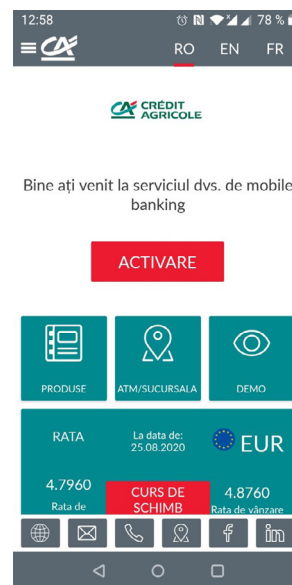 12:58 78 %
CA RO EN FR
CRÉDIT
AGRICOLE
Bine ați venit la serviciul dvs. de mobile
banking
ACTIVARE
PRODUSE ATM/SUCURSALA DEMO
RATA La data de: EUR
25.08.2020
4.7960 CURS DE 4.8760
Rata de SCHIMB Rata de vânzare
f in